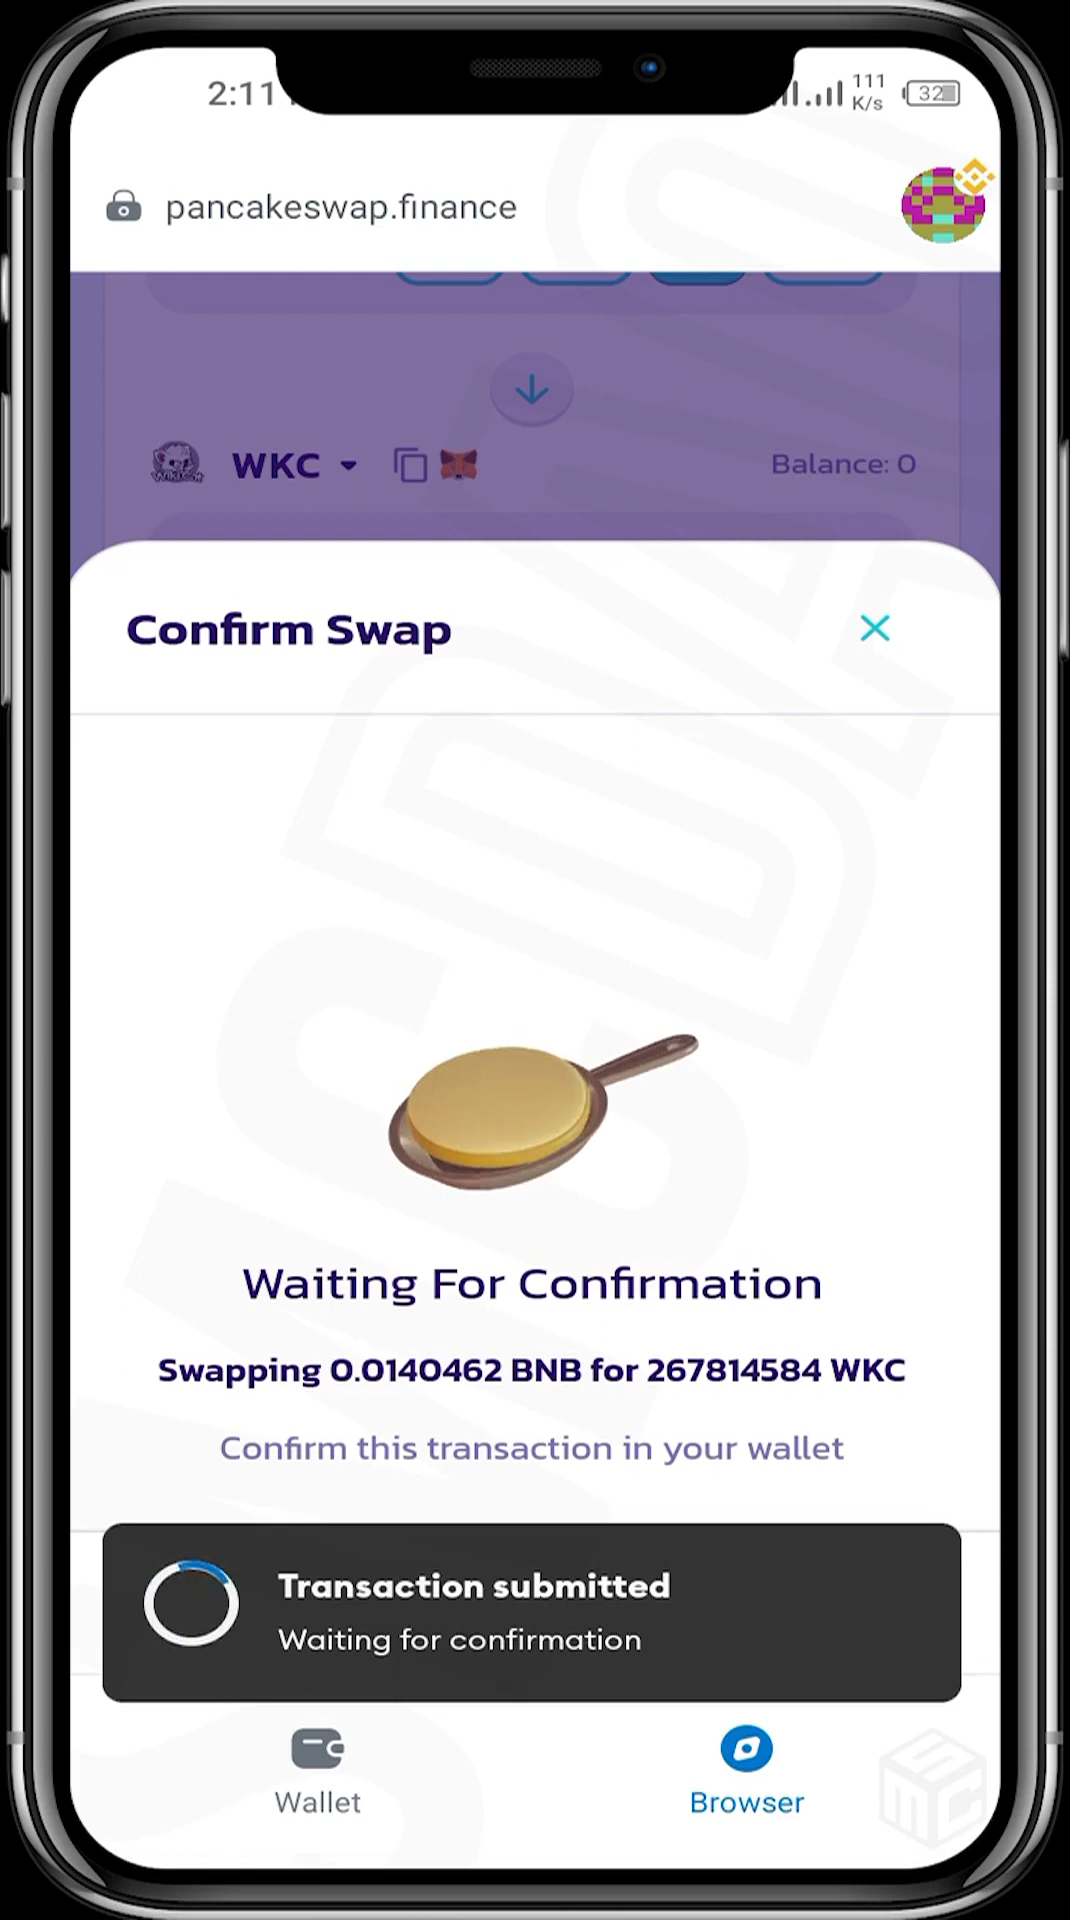 2:11
111
K/s
32
pancakeswap.finance
WKC
Balance: 0
Confirm Swap
Waiting For Confirmation
Swapping 0.0140462 BNB for 267814584 WKC
Confirm this transaction in your wallet
Transaction submitted
Waiting for confirmation
Wallet
Browser
SMC